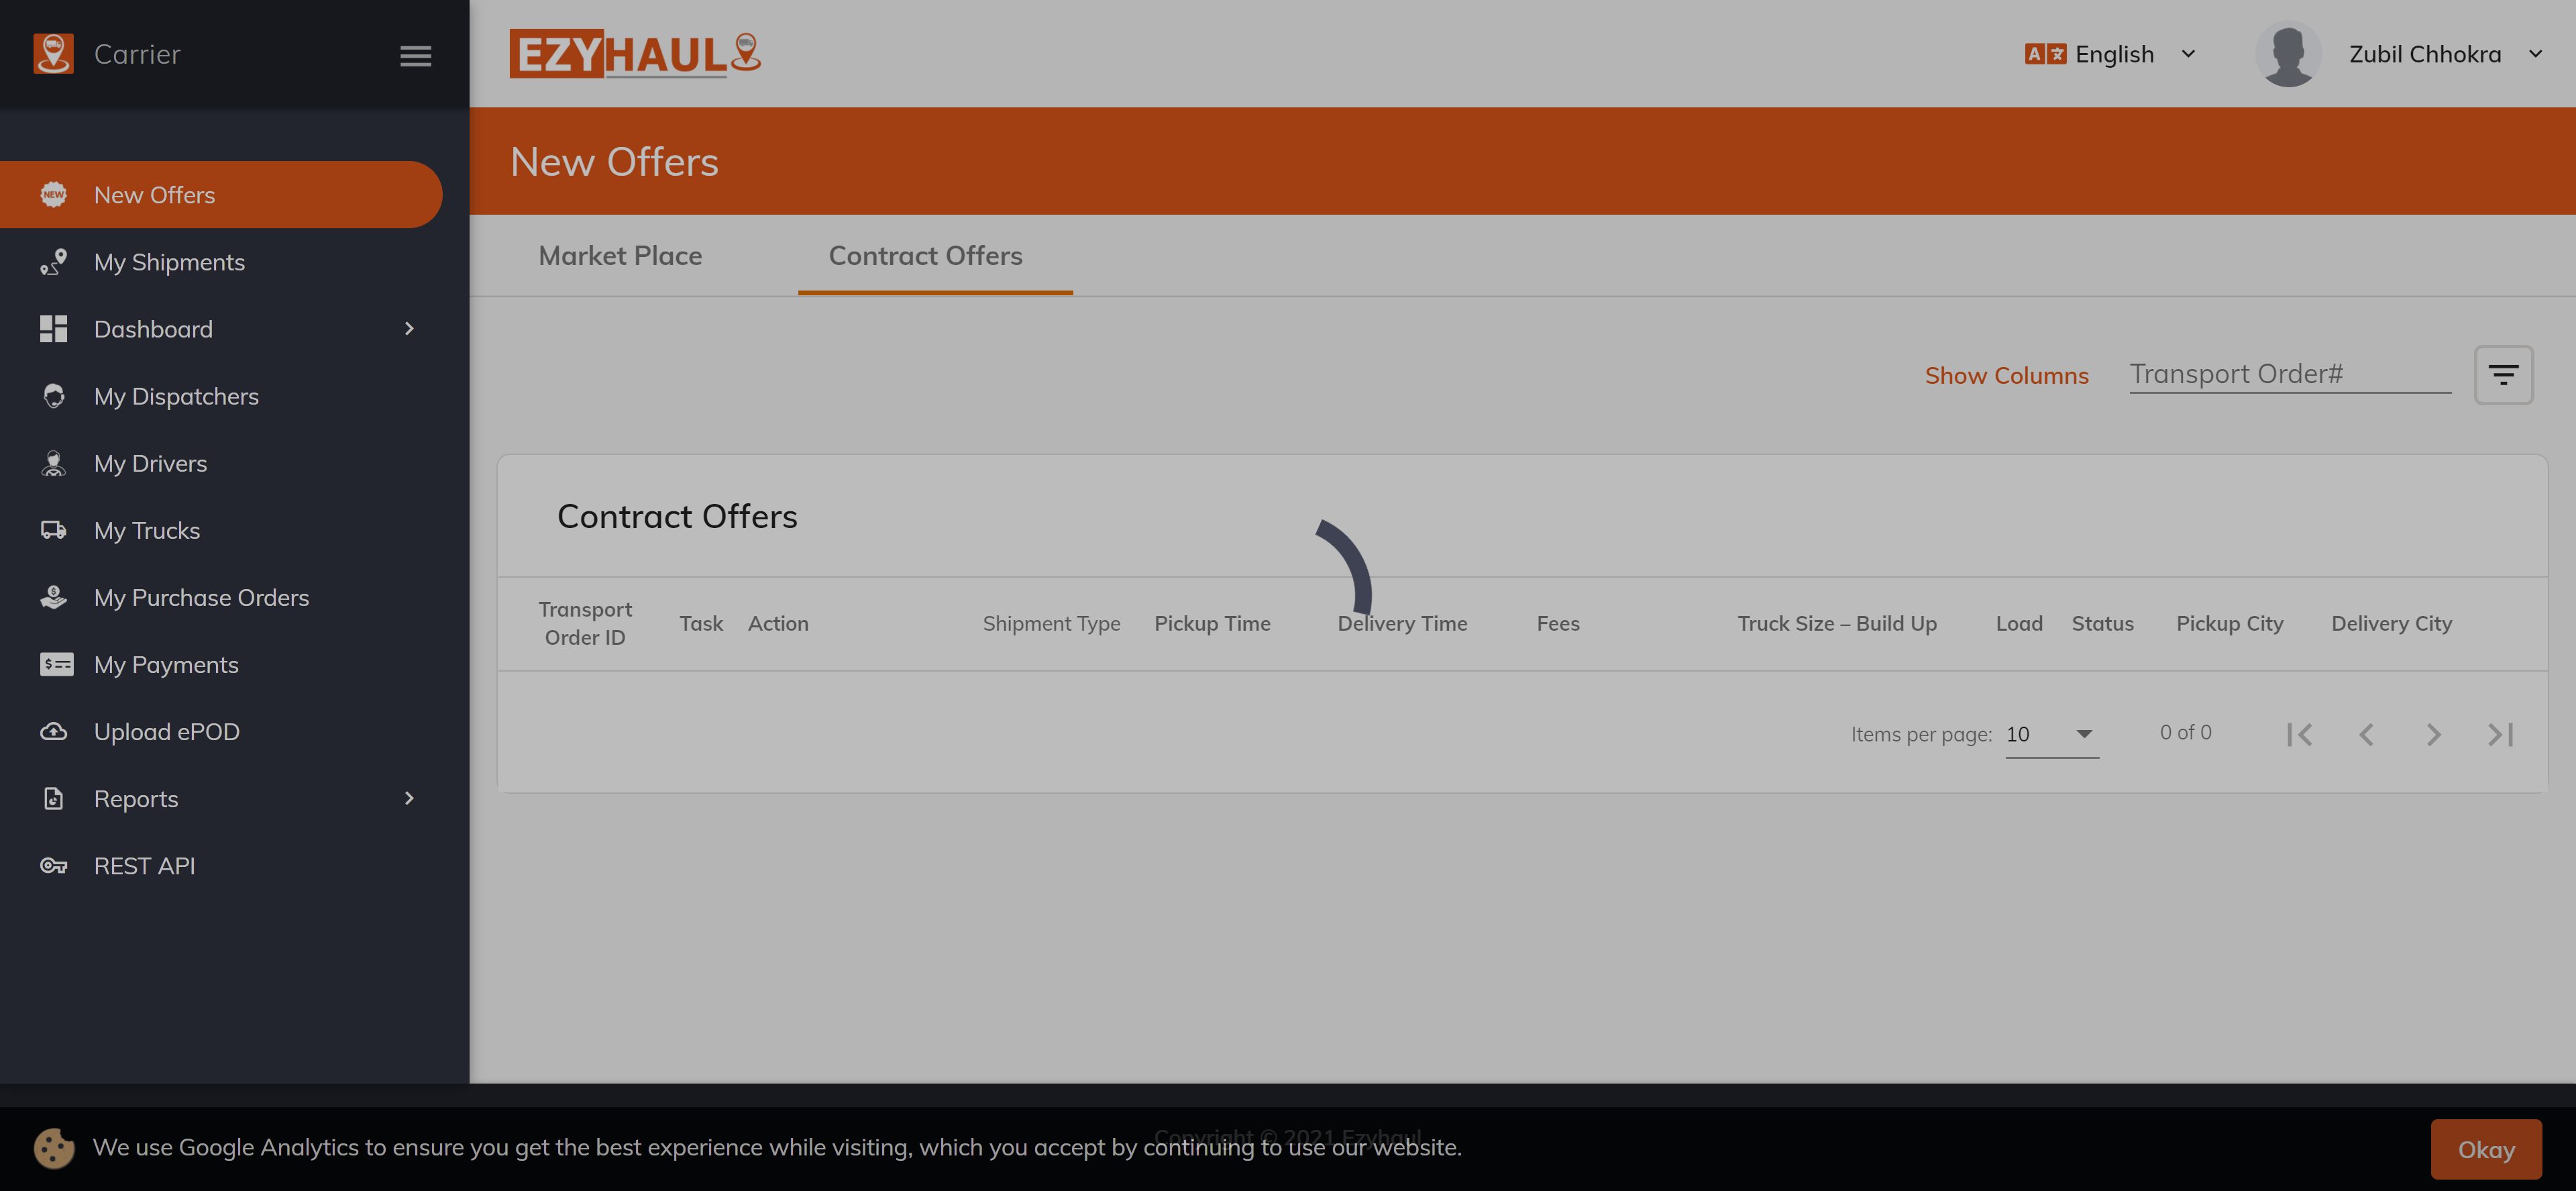 Carrier
EZYHAUL
English
Zubil Chhokra
New Offers
NEW
New Offers
My Shipments
Dashboard
My Dispatchers
My Drivers
My Trucks
My Purchase Orders
My Payments
Upload ePOD
Reports
REST API
Market Place
Contract Offers
Show Columns
Transport Order#
Contract Offers
Transport Order ID
Task
Action
Shipment Type
Pickup Time
Delivery Time
Fees
Truck Size – Build Up
Load
Status
Pickup City
Delivery City
Items per page:
10
0 of 0
Copyright © 2021 Ezyhaul
We use Google Analytics to ensure you get the best experience while visiting, which you accept by continuing to use our website.
Okay